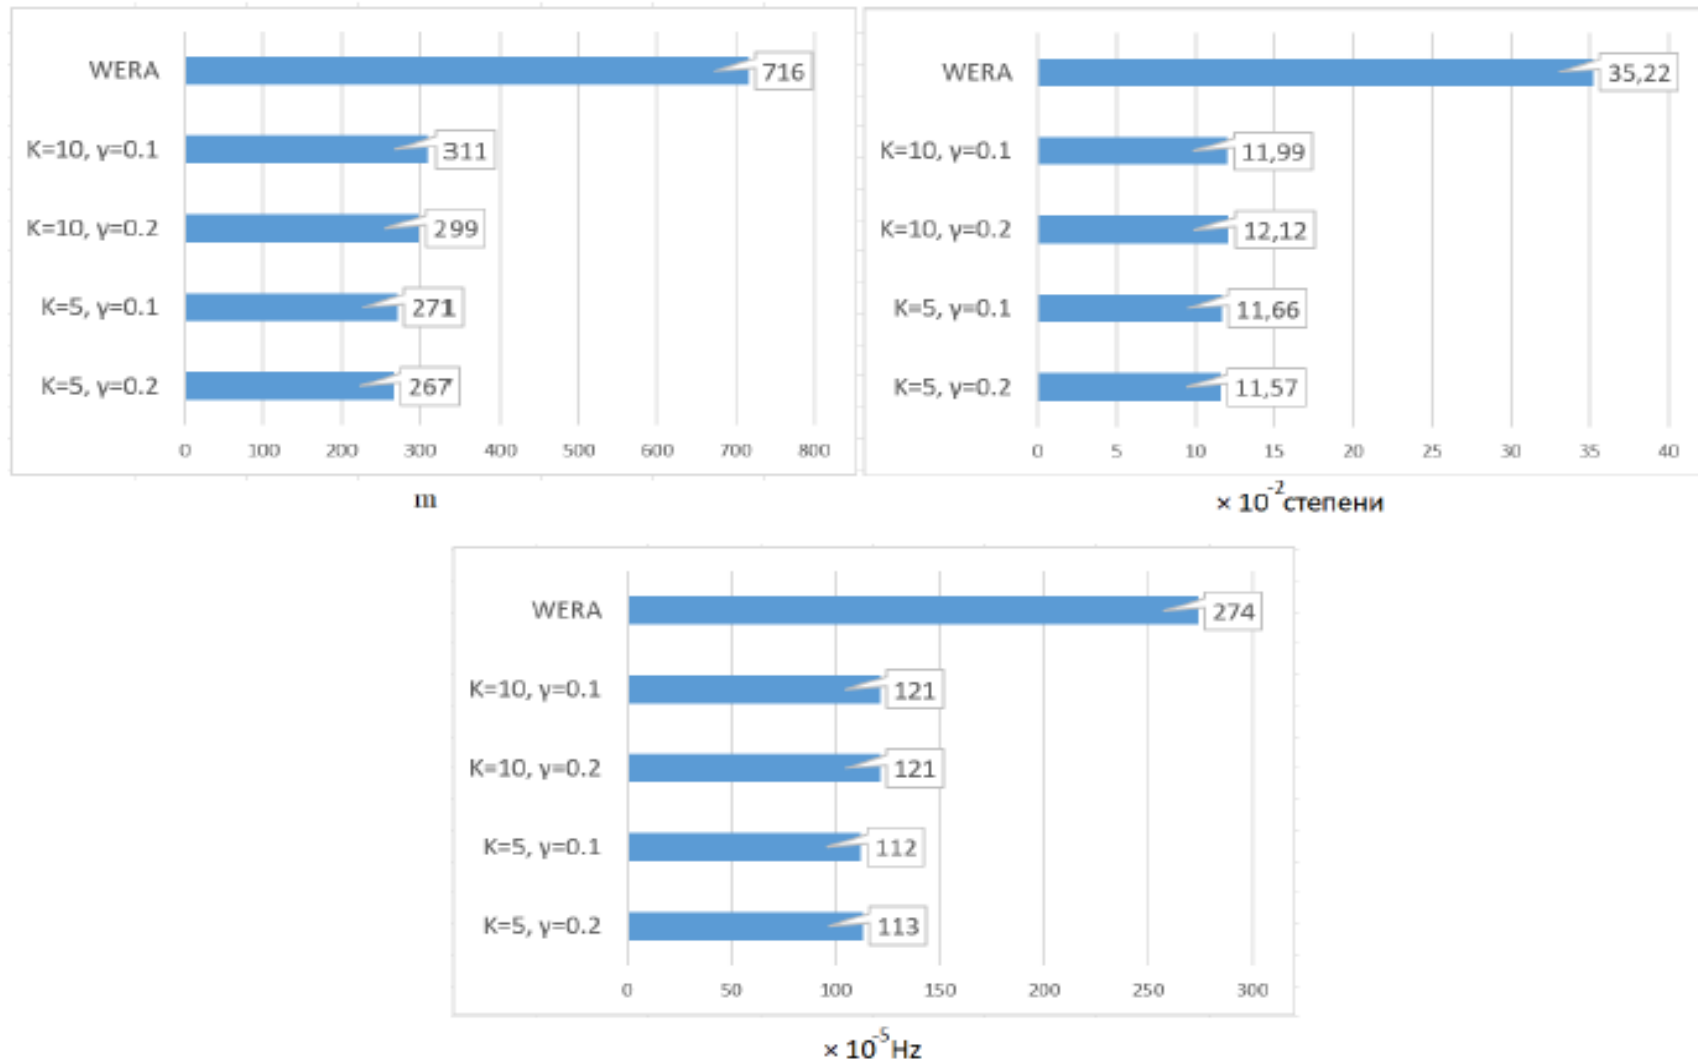 WERA 716
K=10, γ=0.1 311
K=10, γ=0.2 299
K=5, γ=0.1 271
K=5, γ=0.2 267
0 100 200 300 400 500 600 700 800
m
WERA 35,22
K=10, γ=0.1 11,99
K=10, γ=0.2 12,12
K=5, γ=0.1 11,66
K=5, γ=0.2 11,57
0 5 10 15 20 25 30 35 40
× 10⁻² степени
WERA 274
K=10, γ=0.1 121
K=10, γ=0.2 121
K=5, γ=0.1 112
K=5, γ=0.2 113
0 50 100 150 200 250 300
× 10⁻⁵ Hz